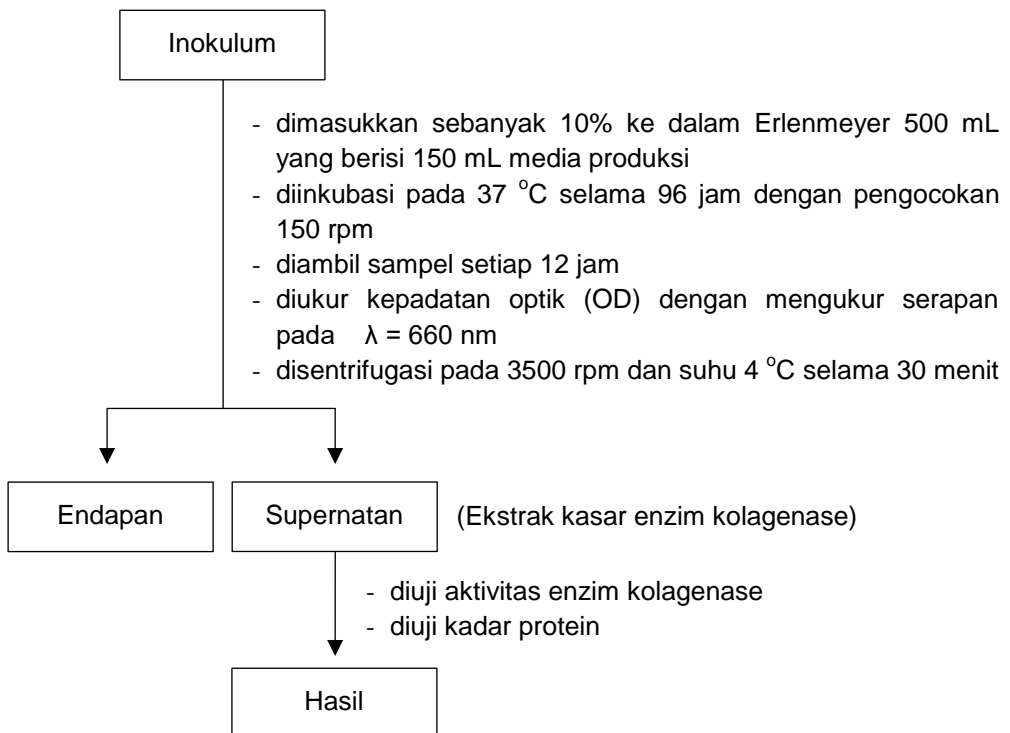 Inokulum
- dimasukkan sebanyak 10% ke dalam Erlenmeyer 500 mL
yang berisi 150 mL media produksi
- diinkubasi pada 37 °C selama 96 jam dengan pengocokan
150 rpm
- diambil sampel setiap 12 jam
- diukur kepadatan optik (OD) dengan mengukur serapan
pada λ = 660 nm
- disentrifugasi pada 3500 rpm dan suhu 4 °C selama 30 menit
Endapan
Supernatan
(Ekstrak kasar enzim kolagenase)
- diuji aktivitas enzim kolagenase
- diuji kadar protein
Hasil